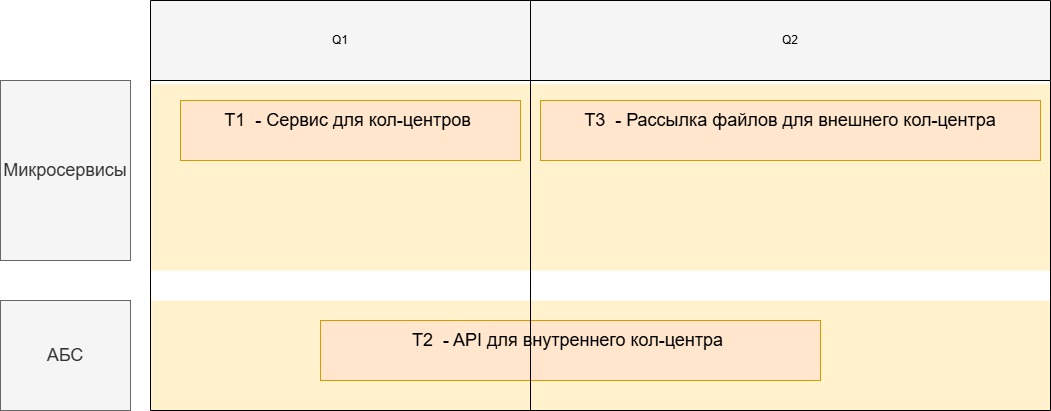 Q1
Q2
Микросервисы
T1 - Сервис для кол-центров
T3 - Рассылка файлов для внешнего кол-центра
АБС
T2 - API для внутреннего кол-центра